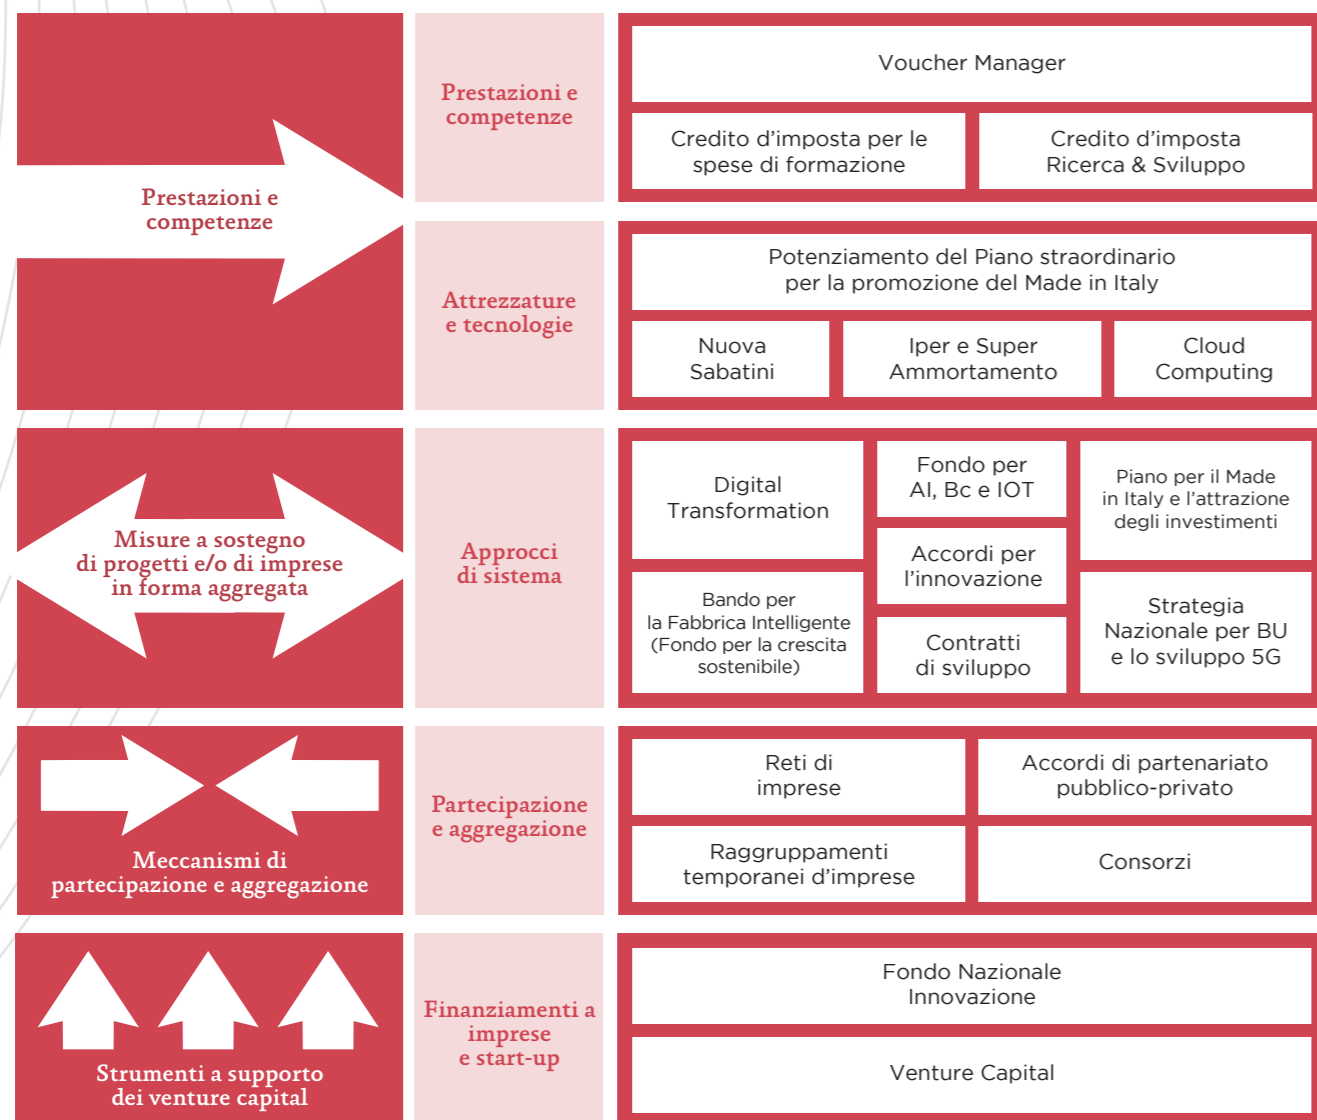 Prestazioni e
competenze
Prestazioni e
competenze
Voucher Manager
Credito d'imposta per le
spese di formazione
Credito d'imposta
Ricerca & Sviluppo
Attrezzature
e tecnologie
Potenziamento del Piano straordinario
per la promozione del Made in Italy
Nuova
Sabatini
Iper e Super
Ammortamento
Cloud
Computing
Misure a sostegno
di progetti e/o di imprese
in forma aggregata
Approcci
di sistema
Digital
Transformation
Bando per
la Fabbrica Intelligente
(Fondo per la crescita
sostenibile)
Fondo per
AI, Bc e IOT
Accordi per
l'innovazione
Contratti
di sviluppo
Piano per il Made
in Italy e l'attrazione
degli investimenti
Strategia
Nazionale per BU
e lo sviluppo 5G
Meccanismi di
partecipazione e aggregazione
Partecipazione
e aggregazione
Reti di
imprese
Accordi di partenariato
pubblico-privato
Raggruppamenti
temporanei d'imprese
Consorzi
Strumenti a supporto
dei venture capital
Finanziamenti a
imprese
e start-up
Fondo Nazionale
Innovazione
Venture Capital